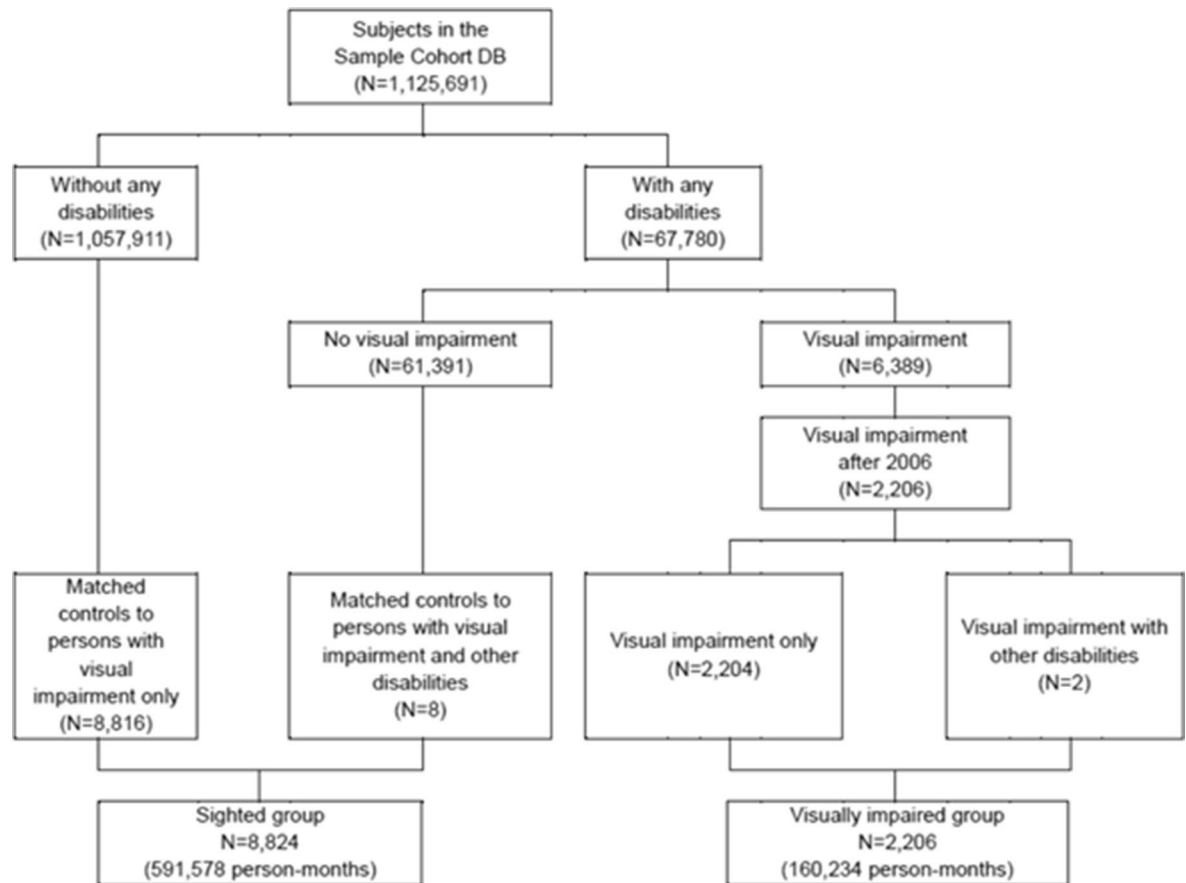 Subjects in the
Sample Cohort DB
(N=1,125,691)
Without any
disabilities
(N=1,057,911)
With any
disabilities
(N=67,780)
No visual impairment
(N=61,391)
Visual impairment
(N=6,389)
Visual impairment
after 2006
(N=2,206)
Matched
controls to
persons with
visual
impairment only
(N=8,816)
Matched controls to
persons with visual
impairment and other
disabilities
(N=8)
Visual impairment only
(N=2,204)
Visual impairment with
other disabilities
(N=2)
Sighted group
N=8,824
(591,578 person-months)
Visually impaired group
N=2,206
(160,234 person-months)